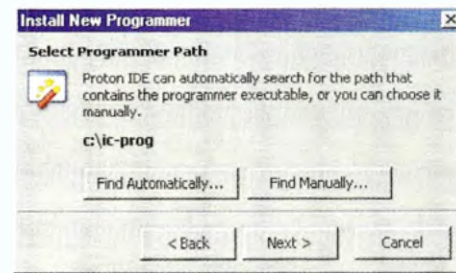 Install New Programmer
Select Programmer Path
Proton IDE can automatically search for the path that
contains the programmer executable, or you can choose it
manually.
c:\ic-prog
Find Automatically...
Find Manually...
< Back
Next >
Cancel